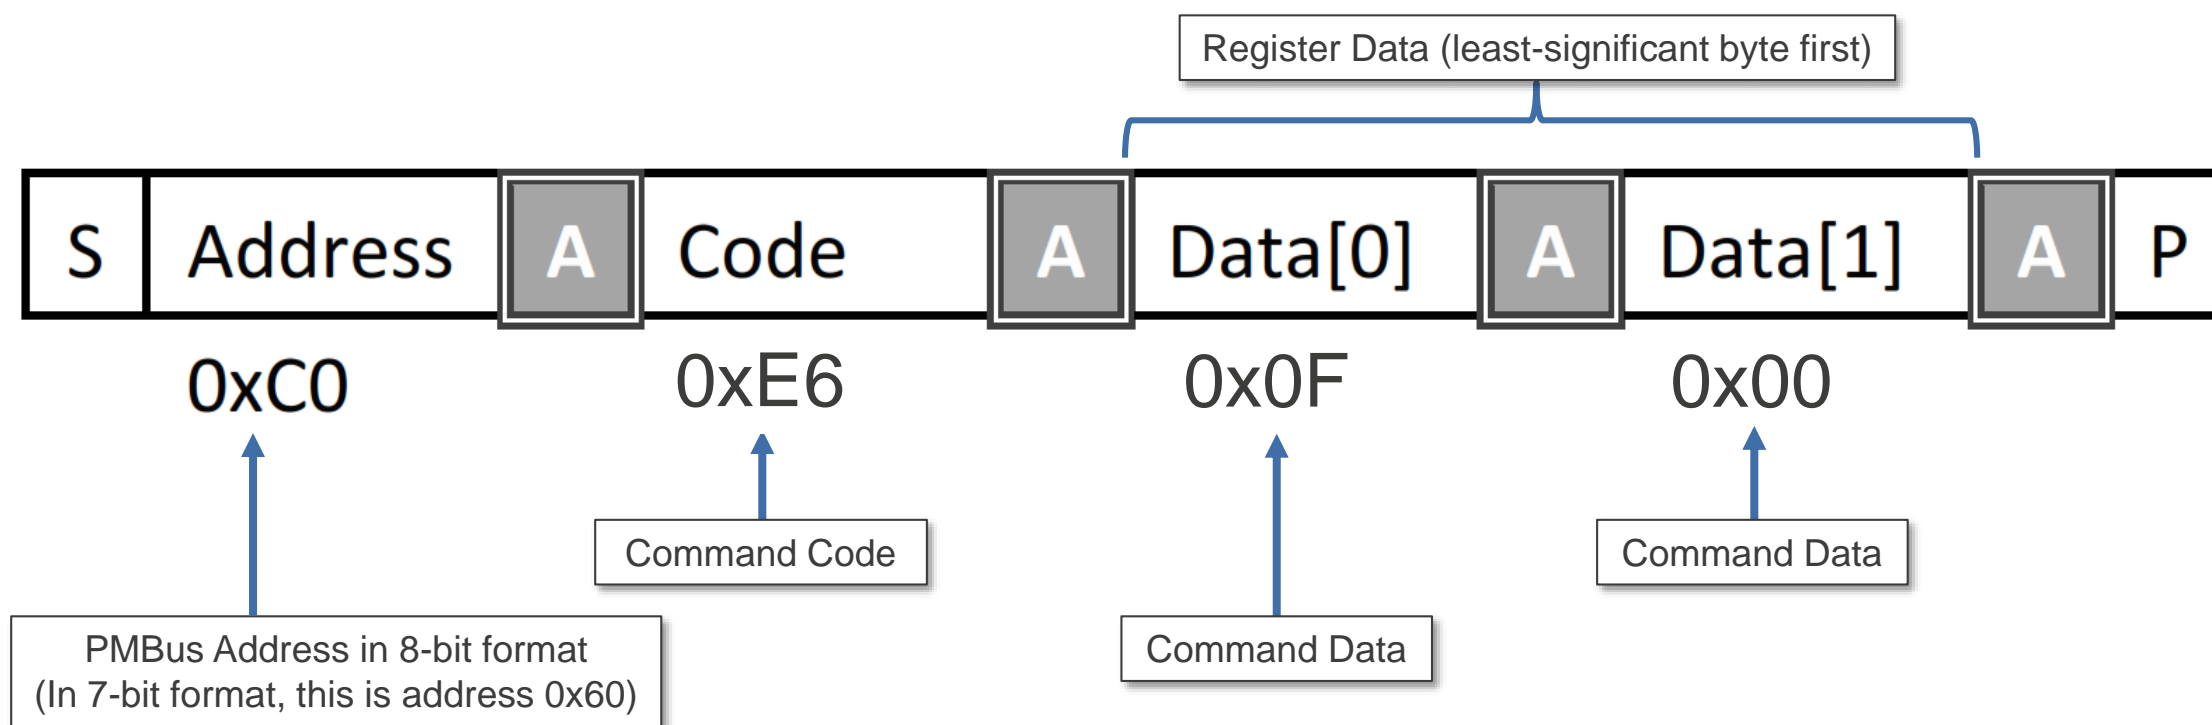 Register Data (least-significant byte first)
S Address A Code A Data[0] A Data[1] A P
0xC0 0xE6 0x0F 0x00
Command Code
Command Data
PMBus Address in 8-bit format
(In 7-bit format, this is address 0x60)
Command Data